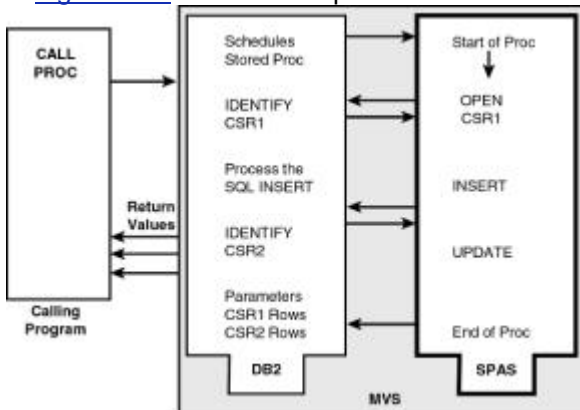 CALL
PROC
Return
Values
Calling
Program
Schedules
Stored Proc
IDENTIFY
CSR1
Process the
SQL INSERT
IDENTIFY
CSR2
Parameters
CSR1 Rows
CSR2 Rows
DB2
Start of Proc
OPEN
CSR1
INSERT
UPDATE
End of Proc
SPAS
MVS